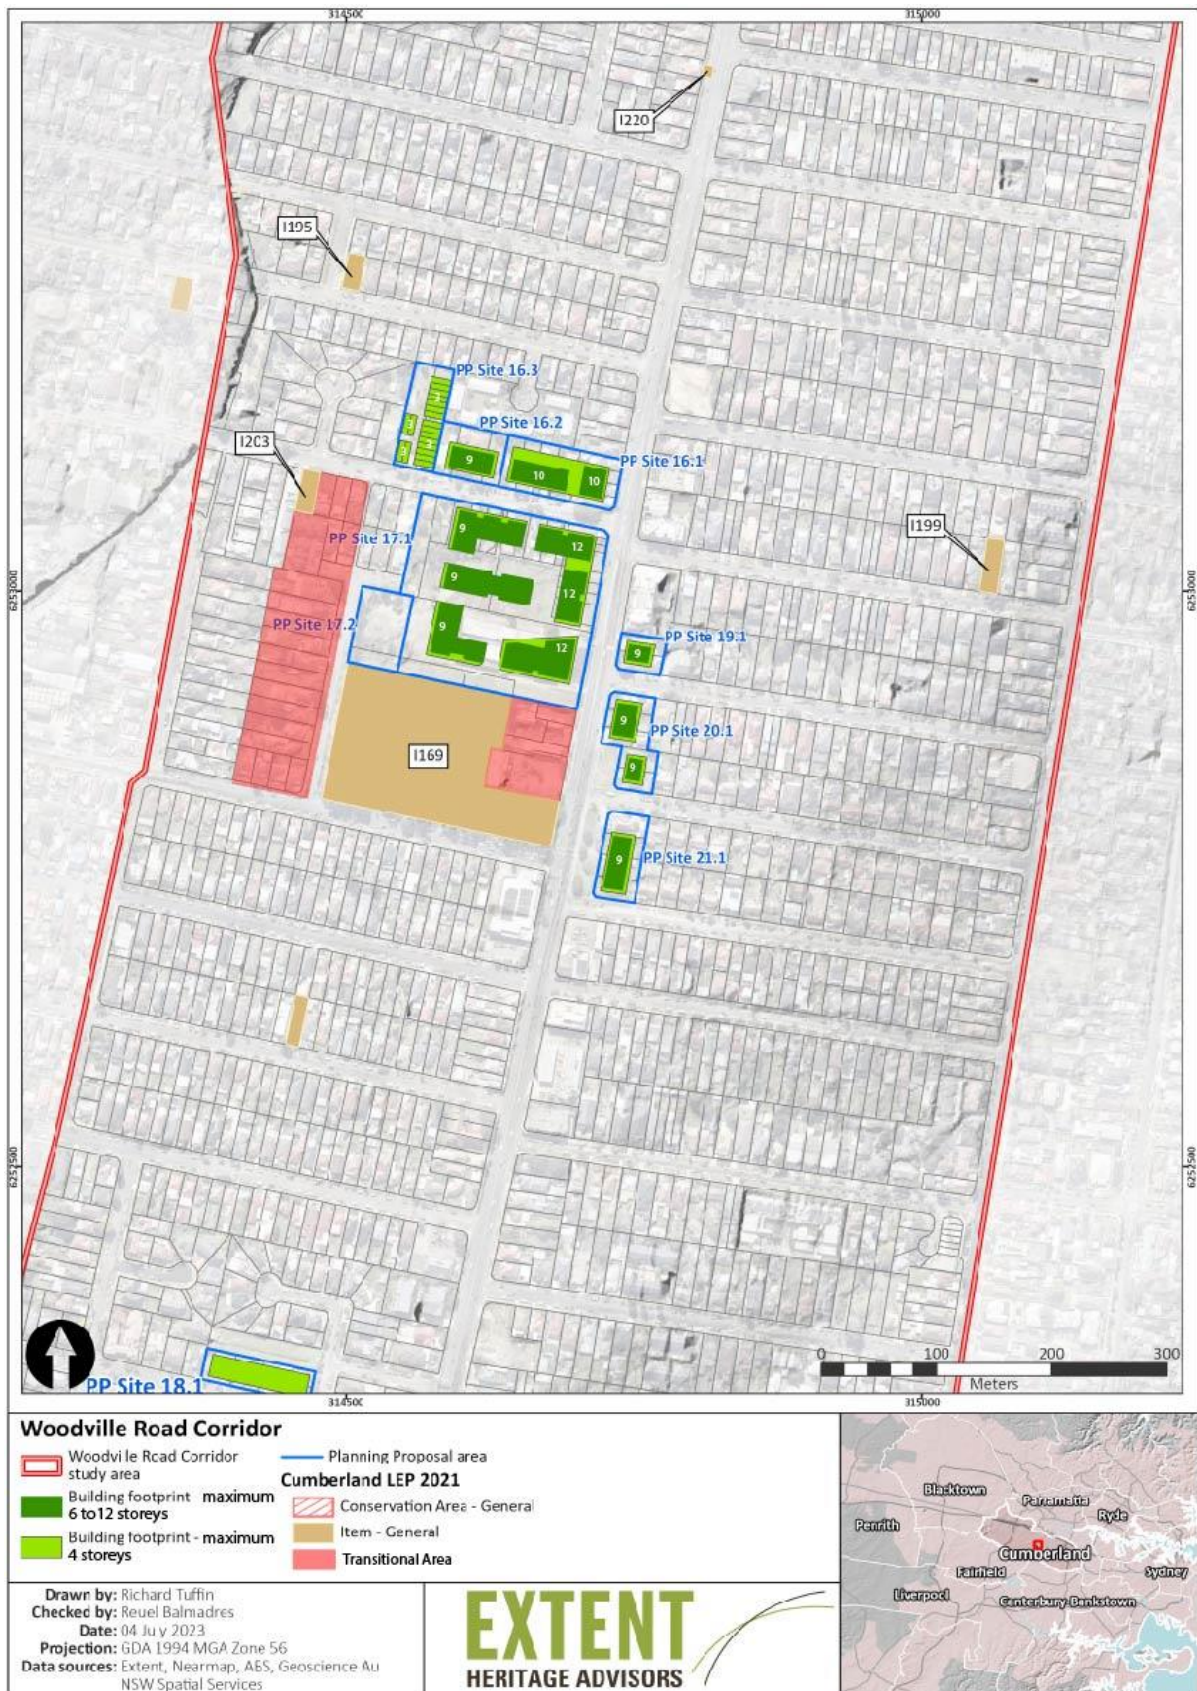 314500
315000
I220
I195
PP Site 16.3
3
PP Site 16.2
3
3
3
I203
9
PP Site 16.1
10
10
I199
PP Site 17.1
9
12
9
12
6253000
6253000
PP Site 17.2
9
12
PP Site 19.1
9
9
PP Site 20.1
I169
9
9
PP Site 21.1
6252500
6252500
0
100
200
300
Meters
PP Site 18.1
314500
315000
Woodville Road Corridor
Woodville Road Corridor
study area
Building footprint maximum
6 to 12 storeys
Building footprint - maximum
4 storeys
Planning Proposal area
Cumberland LEP 2021
Conservation Area - General
Item - General
Transitional Area
Blacktown
Parramatta
Ryde
Penrith
Cumberland
Fairfield
Sydney
Liverpool
Canterbury-Bankstown
Drawn by: Richard Tuffin
Checked by: Reuel Balmadres
Date: 04 July 2023
Projection: GDA 1994 MGA Zone 56
Data sources: Extent, Nearmap, ABS, Geoscience Au
NSW Spatial Services
EXTENT
HERITAGE ADVISORS